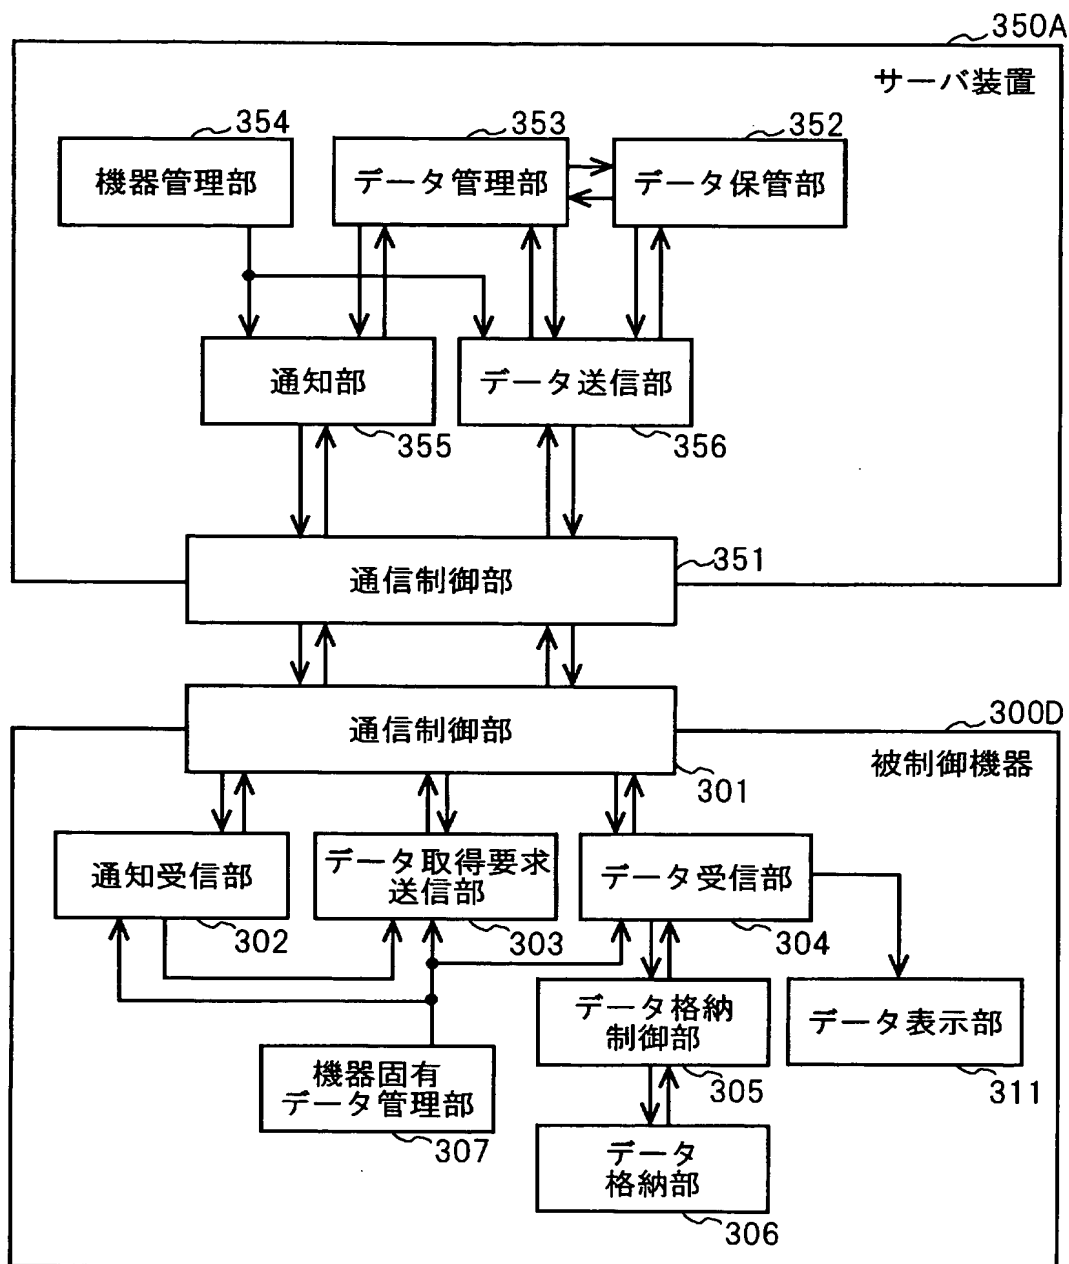 350A
サーバ装置
354
353
352
機器管理部
データ管理部
データ保管部
通知部
データ送信部
355
356
通信制御部
351
通信制御部
300D
被制御機器
301
通知受信部
データ取得要求
送信部
データ受信部
302
303
304
データ格納
制御部
データ表示部
機器固有
データ管理部
305
311
307
データ
格納部
306